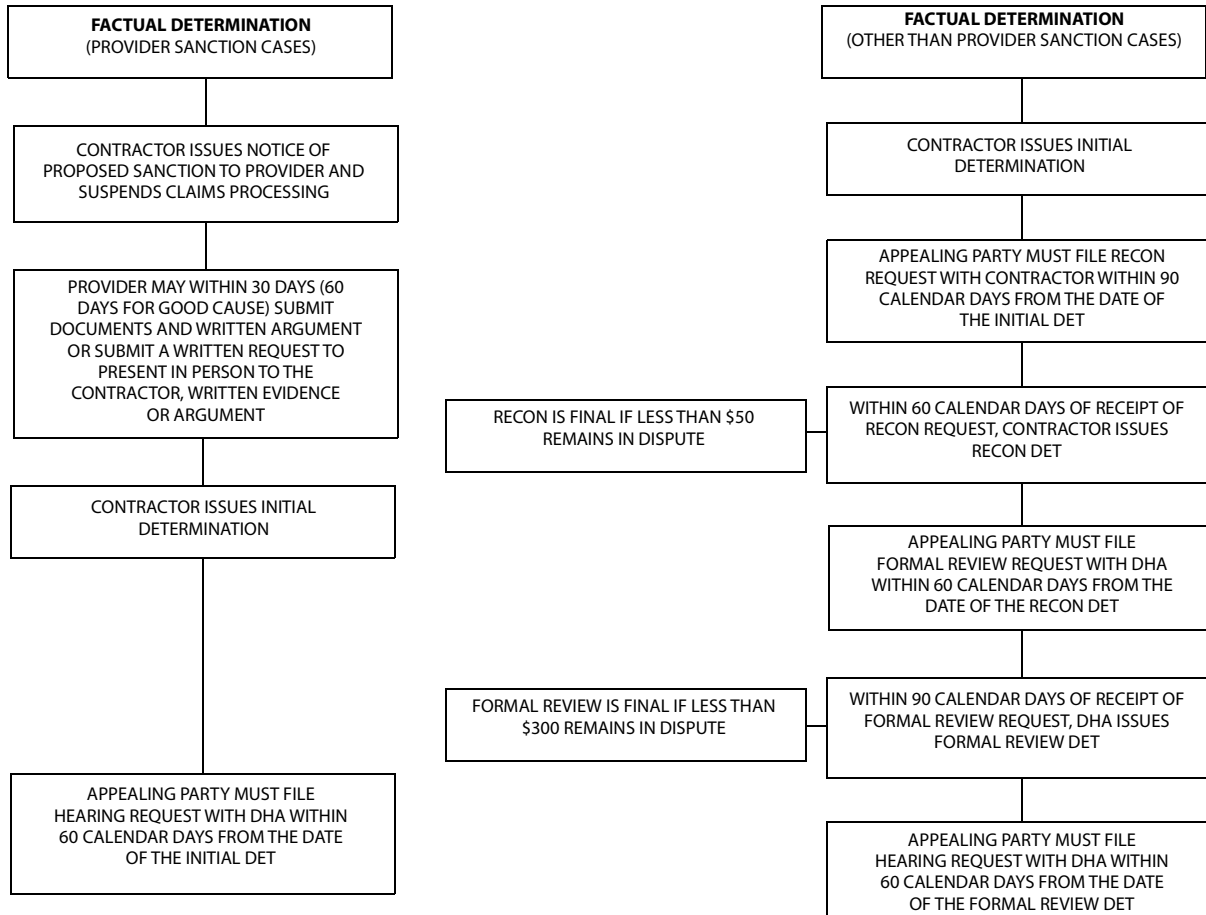 FACTUAL DETERMINATION
(PROVIDER SANCTION CASES)
CONTRACTOR ISSUES NOTICE OF
PROPOSED SANCTION TO PROVIDER AND
SUSPENDS CLAIMS PROCESSING
PROVIDER MAY WITHIN 30 DAYS (60
DAYS FOR GOOD CAUSE) SUBMIT
DOCUMENTS AND WRITTEN ARGUMENT
OR SUBMIT A WRITTEN REQUEST TO
PRESENT IN PERSON TO THE
CONTRACTOR, WRITTEN EVIDENCE
OR ARGUMENT
CONTRACTOR ISSUES INITIAL
DETERMINATION
APPEALING PARTY MUST FILE
HEARING REQUEST WITH DHA WITHIN
60 CALENDAR DAYS FROM THE DATE
OF THE INITIAL DET
FACTUAL DETERMINATION
(OTHER THAN PROVIDER SANCTION CASES)
CONTRACTOR ISSUES INITIAL
DETERMINATION
APPEALING PARTY MUST FILE RECON
REQUEST WITH CONTRACTOR WITHIN 90
CALENDAR DAYS FROM THE DATE OF
THE INITIAL DET
RECON IS FINAL IF LESS THAN $50
REMAINS IN DISPUTE
WITHIN 60 CALENDAR DAYS OF RECEIPT OF
RECON REQUEST, CONTRACTOR ISSUES
RECON DET
APPEALING PARTY MUST FILE
FORMAL REVIEW REQUEST WITH DHA
WITHIN 60 CALENDAR DAYS FROM THE
DATE OF THE RECON DET
FORMAL REVIEW IS FINAL IF LESS THAN
$300 REMAINS IN DISPUTE
WITHIN 90 CALENDAR DAYS OF RECEIPT OF
FORMAL REVIEW REQUEST, DHA ISSUES
FORMAL REVIEW DET
APPEALING PARTY MUST FILE
HEARING REQUEST WITH DHA WITHIN
60 CALENDAR DAYS FROM THE DATE
OF THE FORMAL REVIEW DET